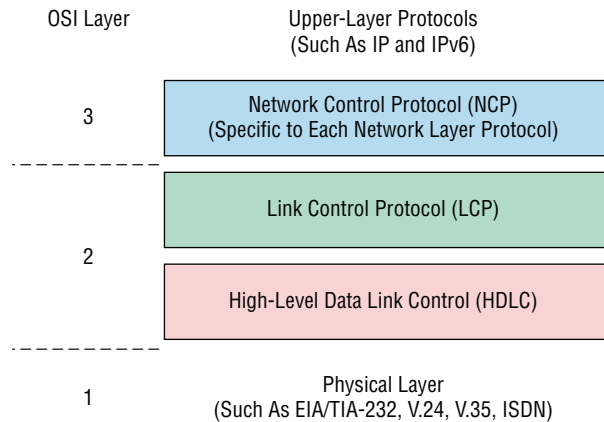 OSI Layer
Upper-Layer Protocols
(Such As IP and IPv6)
3
Network Control Protocol (NCP)
(Specific to Each Network Layer Protocol)
2
Link Control Protocol (LCP)
High-Level Data Link Control (HDLC)
1
Physical Layer
(Such As EIA/TIA-232, V.24, V.35, ISDN)